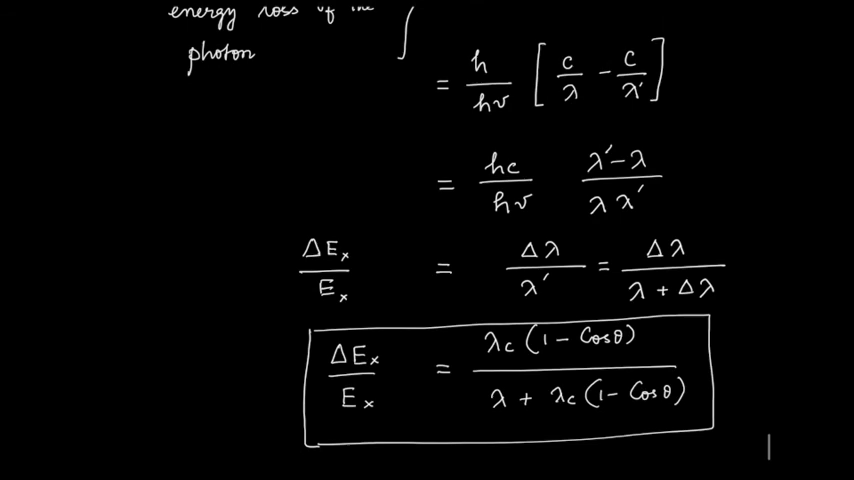 energy loss of the
photon
= h/hν [c/λ − c/λ′]
= hc/hν (λ′−λ)/(λ λ′)
ΔEₓ/Eₓ = Δλ/λ′ = Δλ/(λ + Δλ)
ΔEₓ/Eₓ = λc (1 − Cosθ)/(λ + λc (1 − Cosθ))